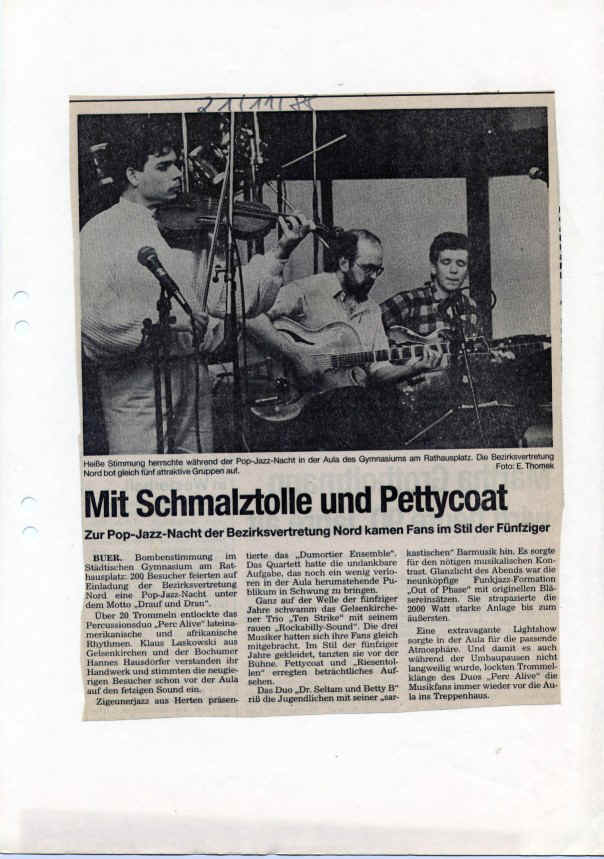 21/11/88
Heiße Stimmung herrschte während der Pop-Jazz-Nacht in der Aula des Gymnasiums am Rathausplatz. Die Bezirksvertretung
Nord bot gleich fünf attraktive Gruppen auf. Foto: E. Thomek
Mit Schmalztolle und Pettycoat
Zur Pop-Jazz-Nacht der Bezirksvertretung Nord kamen Fans im Stil der Fünfziger
BUER. Bombenstimmung im
Städtischen Gymnasium am Rat-
hausplatz: 200 Besucher feierten auf
Einladung der Bezirksvertretung
Nord eine Pop-Jazz-Nacht unter
dem Motto „Drauf und Drun".
Über 20 Trommeln entlockte das
Percussionsduo „Perc Alive" lateina-
merikanische und afrikanische
Rhythmen. Klaus Laskowski aus
Gelsenkirchen und der Bochumer
Hannes Hausdorfer verstanden ihr
Handwerk und stimmten die neugie-
rigen Besucher schon vor der Aula
auf den fetzigen Sound ein.
Zigeunerjazz aus Herten präsen-
tierte das „Dumortier Ensemble".
Das Quartett hatte die undankbare
Aufgabe, das noch ein wenig verlo-
ren in der Aula herumstehende Pu-
blikum in Schwung zu bringen.
Ganz auf der Welle der fünfziger
Jahre schwamm das Gelsenkirche-
ner Trio „Ten Strike" mit seinem
rauen „Rockabilly-Sound". Die drei
Musiker hatten sich ihre Fans gleich
mitgebracht. Im Stil der fünfziger
Jahre gekleidet, tanzten sie vor der
Bühne. Pettycoat und „Riesentol-
len" erregten beträchtliches Auf-
sehen.
Das Duo „Dr. Seltam und Betty B"
riß die Jugendlichen mit seiner „sar-
kastischen" Barmusik hin. Es sorgte
für den nötigen musikalischen Kon-
trast. Glanzlicht des Abends war die
neunköpfige Funkjazz-Formation
„Out of Phase" mit originellen Blä-
sereinsätzen. Sie strapazierte die
2000 Watt starke Anlage bis zum
äußersten.
Eine extravagante Lightshow
sorgte in der Aula für die passende
Atmosphäre. Und damit es auch
während der Umbaupausen nicht
langweilig wurde, lockten Trommel-
klänge des Duos „Perc Alive" die
Musikfans immer wieder vor die Au-
la ins Treppenhaus.